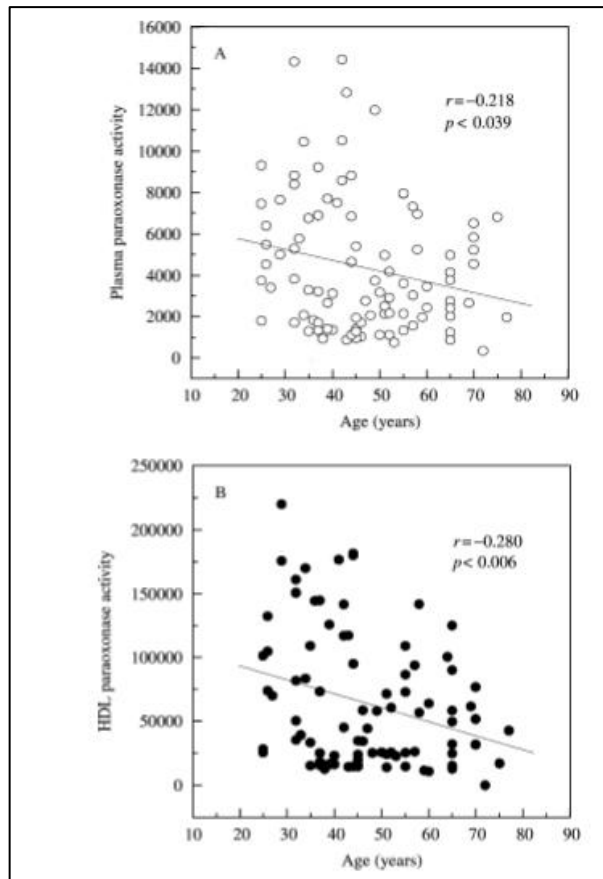 A
r=−0.218
p< 0.039
Plasma paraoxonase activity
16000
14000
12000
10000
8000
6000
4000
2000
0
10 20 30 40 50 60 70 80 90
Age (years)
B
r=−0.280
p<0.006
HDL paraoxonase activity
250000
200000
150000
100000
50000
0
10 20 30 40 50 60 70 80 90
Age (years)